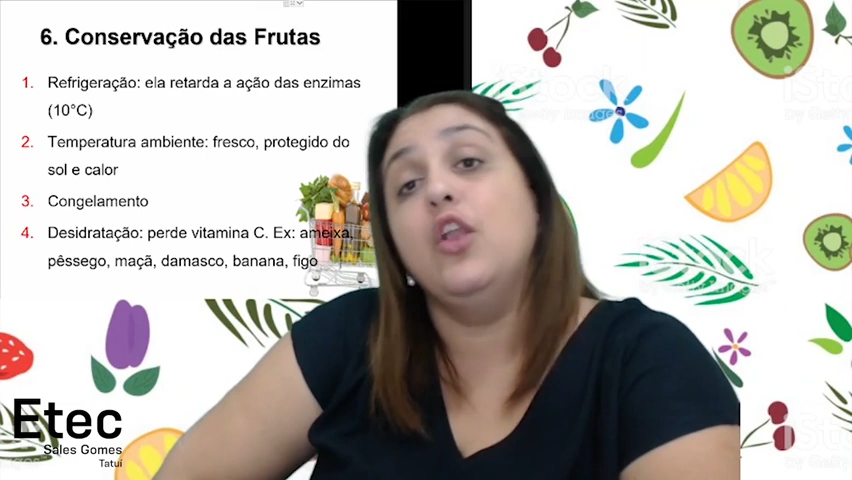 6. Conservação das Frutas
1. Refrigeração: ela retarda a ação das enzimas
(10°C)
2. Temperatura ambiente: fresco, protegido do
sol e calor
3. Congelamento
4. Desidratação: perde vitamina C. Ex: ameixa,
pêssego, maçã, damasco, banana, figo
Etec
Sales Gomes
Tatuí